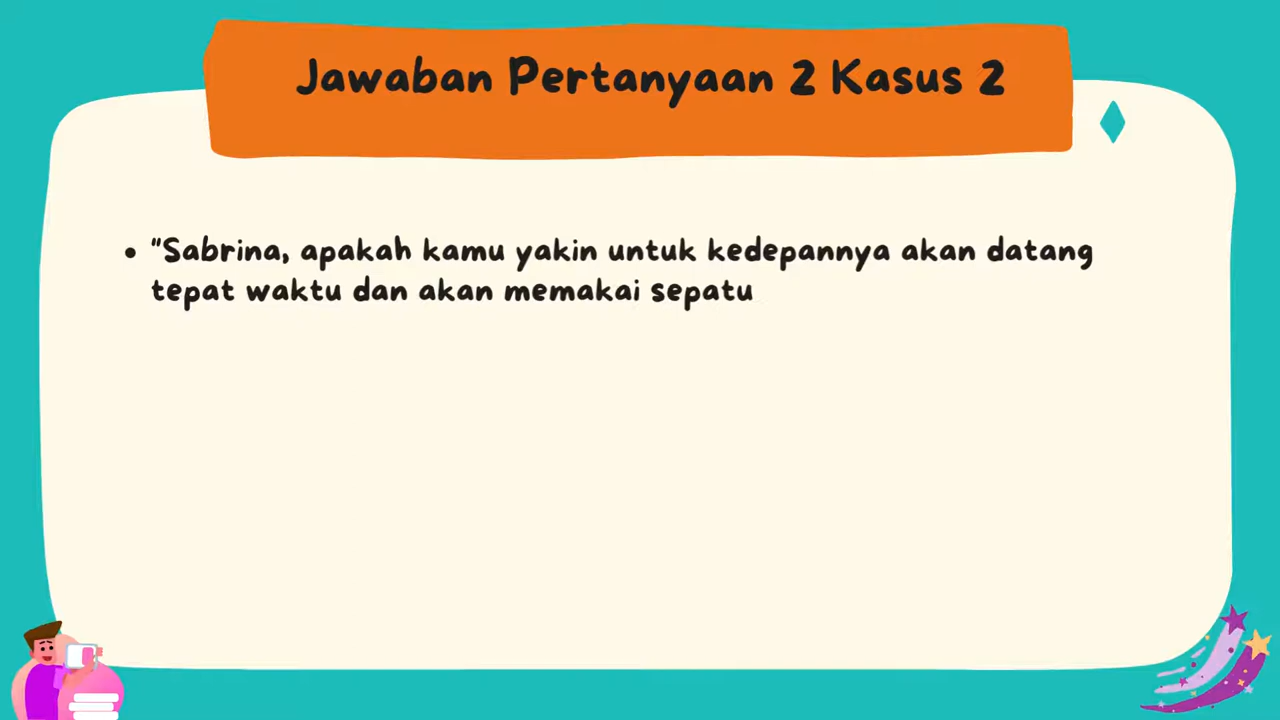 Jawaban Pertanyaan 2 Kasus 2
• "Sabrina, apakah kamu yakin untuk kedepannya akan datang
tepat waktu dan akan memakai sepatu